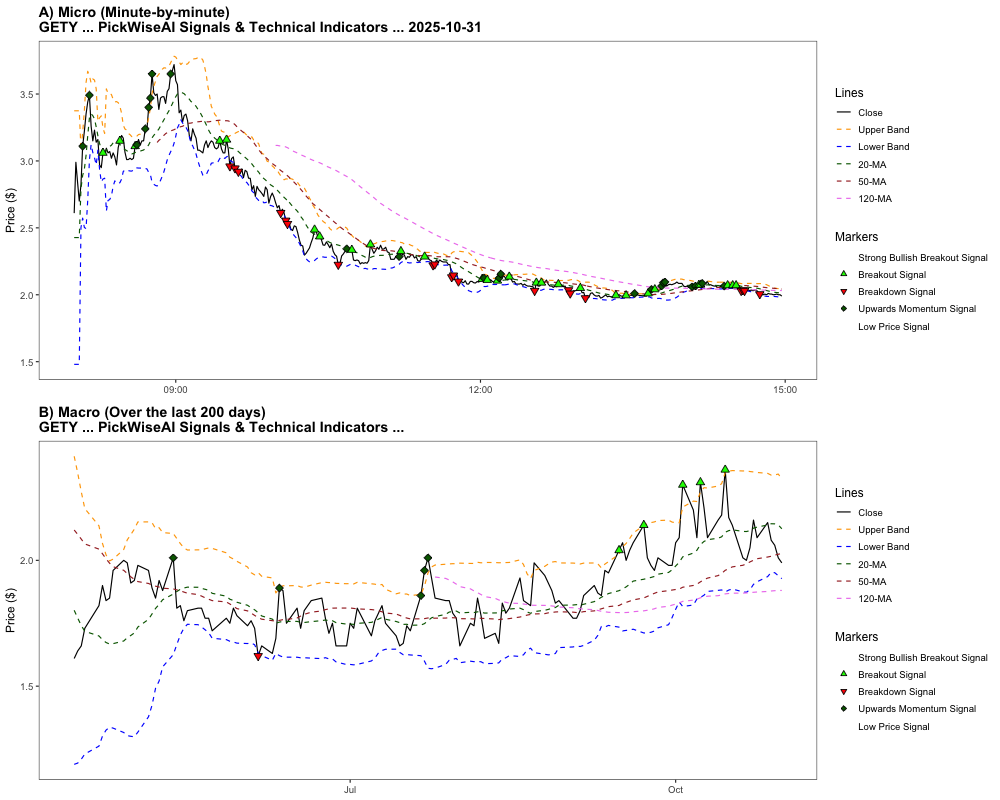 A) Micro (Minute-by-minute)
GETY ... PickWiseAI Signals & Technical Indicators ... 2025-10-31
Price ($)
3.5
3.0
2.5
2.0
1.5
09:00
12:00
15:00
Lines
Close
Upper Band
Lower Band
20-MA
50-MA
120-MA
Markers
Strong Bullish Breakout Signal
Breakout Signal
Breakdown Signal
Upwards Momentum Signal
Low Price Signal
B) Macro (Over the last 200 days)
GETY ... PickWiseAI Signals & Technical Indicators ...
Price ($)
2.0
1.5
Jul
Oct
Lines
Close
Upper Band
Lower Band
20-MA
50-MA
120-MA
Markers
Strong Bullish Breakout Signal
Breakout Signal
Breakdown Signal
Upwards Momentum Signal
Low Price Signal